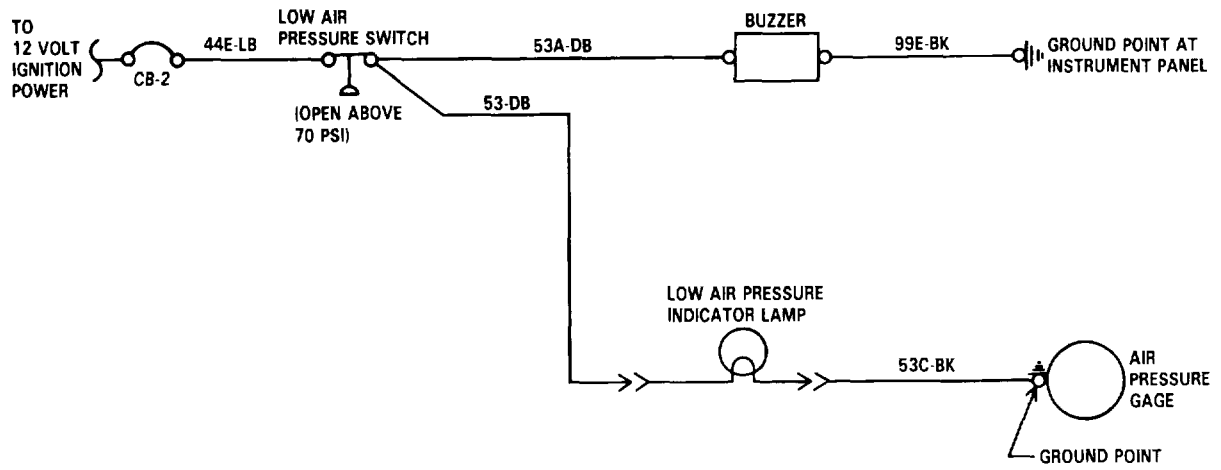 TO
12 VOLT
IGNITION
POWER
CB-2
44E-LB
LOW AIR
PRESSURE SWITCH
(OPEN ABOVE
70 PSI)
53A-DB
53-DB
BUZZER
99E-BK
GROUND POINT AT
INSTRUMENT PANEL
LOW AIR PRESSURE
INDICATOR LAMP
53C-BK
AIR
PRESSURE
GAGE
GROUND POINT